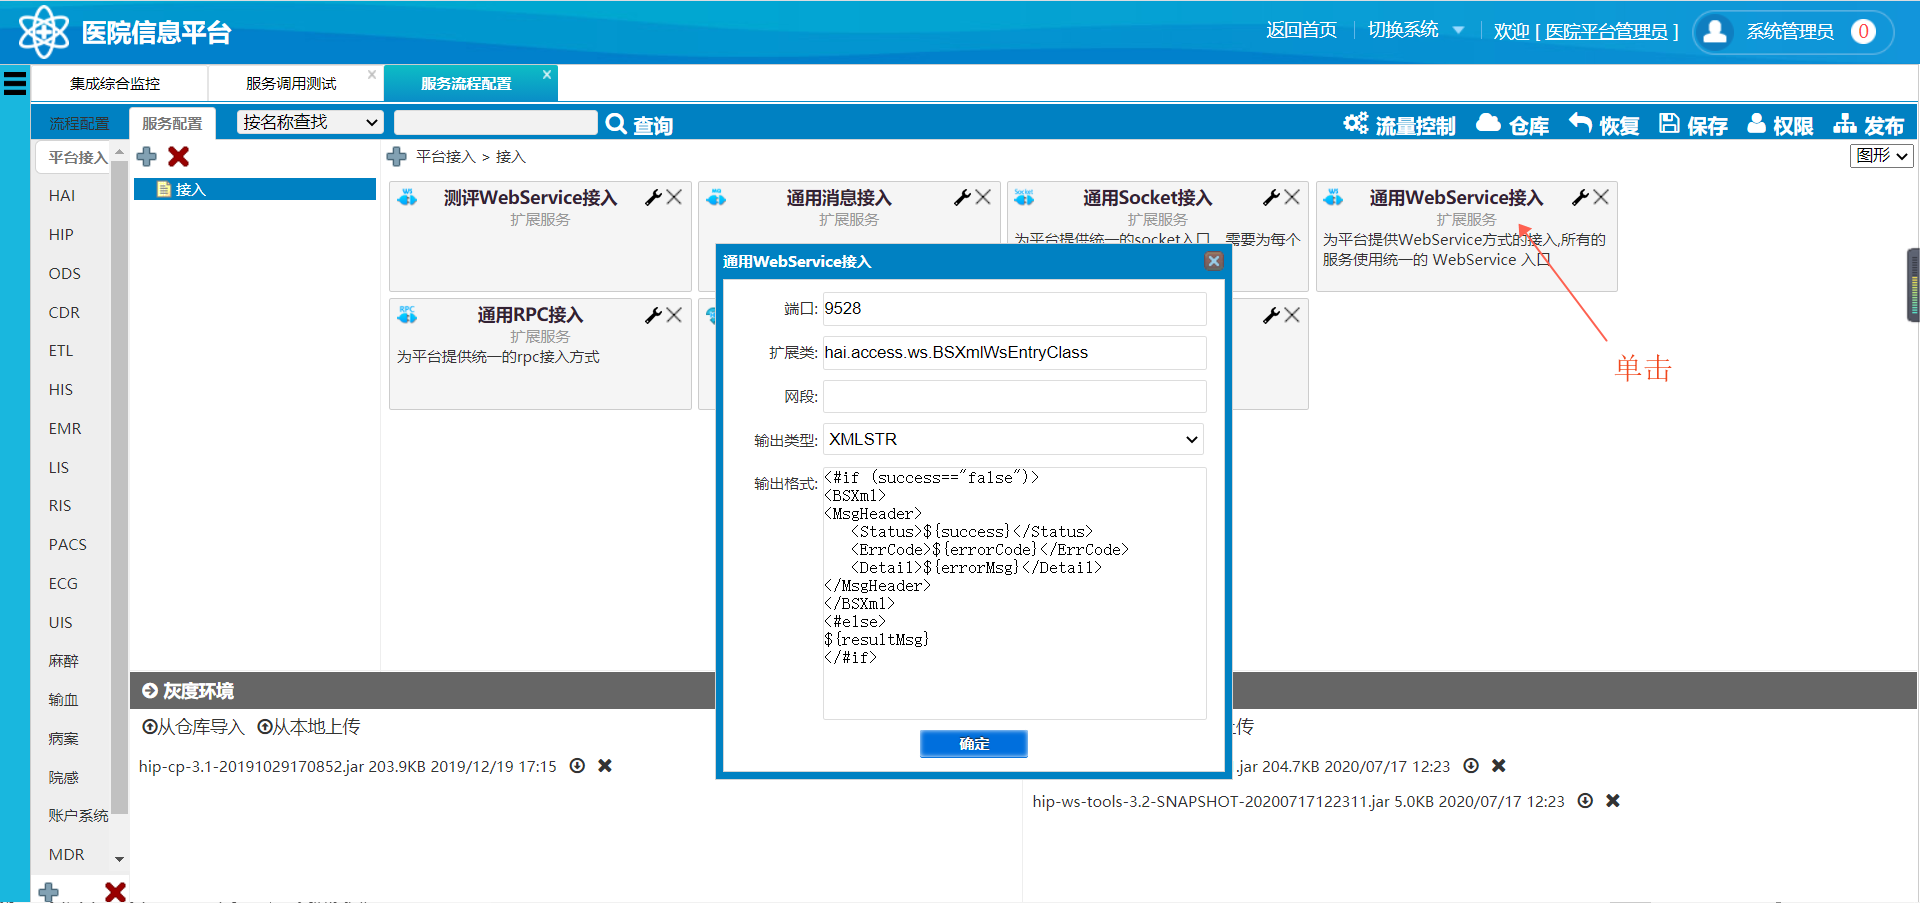 医院信息平台
返回首页 切换系统 欢迎 [ 医院平台管理员 ] 系统管理员 0
集成综合监控 服务调用测试 服务流程配置
流程配置 服务配置 按名称查找 查询 流量控制 仓库 恢复 保存 权限 发布
平台接入
HAI
HIP
ODS
CDR
ETL
HIS
EMR
LIS
RIS
PACS
ECG
UIS
麻醉
输血
病案
院感
账户系统
MDR
接入
平台接入 > 接入
图形
测评WebService接入
扩展服务
通用消息接入
扩展服务
Socket
通用Socket接入
扩展服务
为平台提供统一的socket入口 需要为每个
通用WebService接入
扩展服务
为平台提供WebService方式的接入,所有的
服务使用统一的 WebService 入口
单击
RPC
通用RPC接入
扩展服务
为平台提供统一的rpc接入方式
通用WebService接入
端口: 9528
扩展类: hai.access.ws.BSXmlWsEntryClass
网段:
输出类型: XMLSTR
输出格式:
<#if (success=="false")>
<BSXml>
<MsgHeader>
<Status>${success}</Status>
<ErrCode>${errorCode}</ErrCode>
<Detail>${errorMsg}</Detail>
</MsgHeader>
</BSXml>
<#else>
${resultMsg}
</#if>
确定
灰度环境
从仓库导入 从本地上传
hip-cp-3.1-20191029170852.jar 203.9KB 2019/12/19 17:15
传
.jar 204.7KB 2020/07/17 12:23
hip-ws-tools-3.2-SNAPSHOT-20200717122311.jar 5.0KB 2020/07/17 12:23